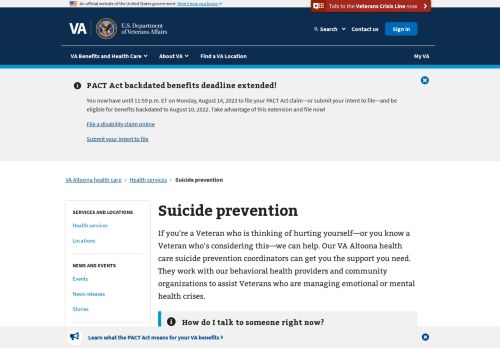 An official website of the United States government Here's how you know
Talk to the Veterans Crisis Line now
VA
U.S. Department
of Veterans Affairs
Search
Contact us
Sign in
VA Benefits and Health Care
About VA
Find a VA Location
My VA
PACT Act backdated benefits deadline extended!
You now have until 11:59 p.m. ET on Monday, August 14, 2023 to file your PACT Act claim—or submit your intent to file—and be
eligible for benefits backdated to August 10, 2022. Take advantage of this extension and file now!
File a disability claim online
Submit your intent to file
VA Altoona health care › Health services › Suicide prevention
SERVICES AND LOCATIONS
Health services
Locations
NEWS AND EVENTS
Events
News releases
Stories
Suicide prevention
If you're a Veteran who is thinking of hurting yourself—or you know a
Veteran who's considering this—we can help. Our VA Altoona health
care suicide prevention coordinators can get you the support you need.
They work with our behavioral health providers and community
organizations to assist Veterans who are managing emotional or mental
health crises.
How do I talk to someone right now?
Learn what the PACT Act means for your VA benefits